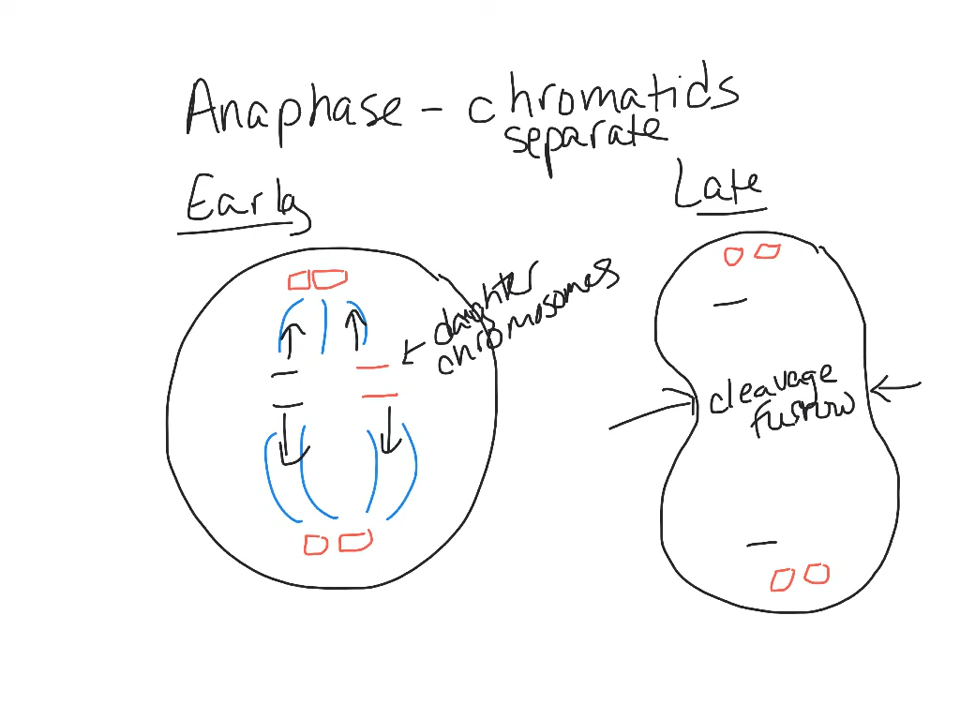 Anaphase - chromatids
separate
Early
Late
daughter
chromosomes
cleavage
furrow